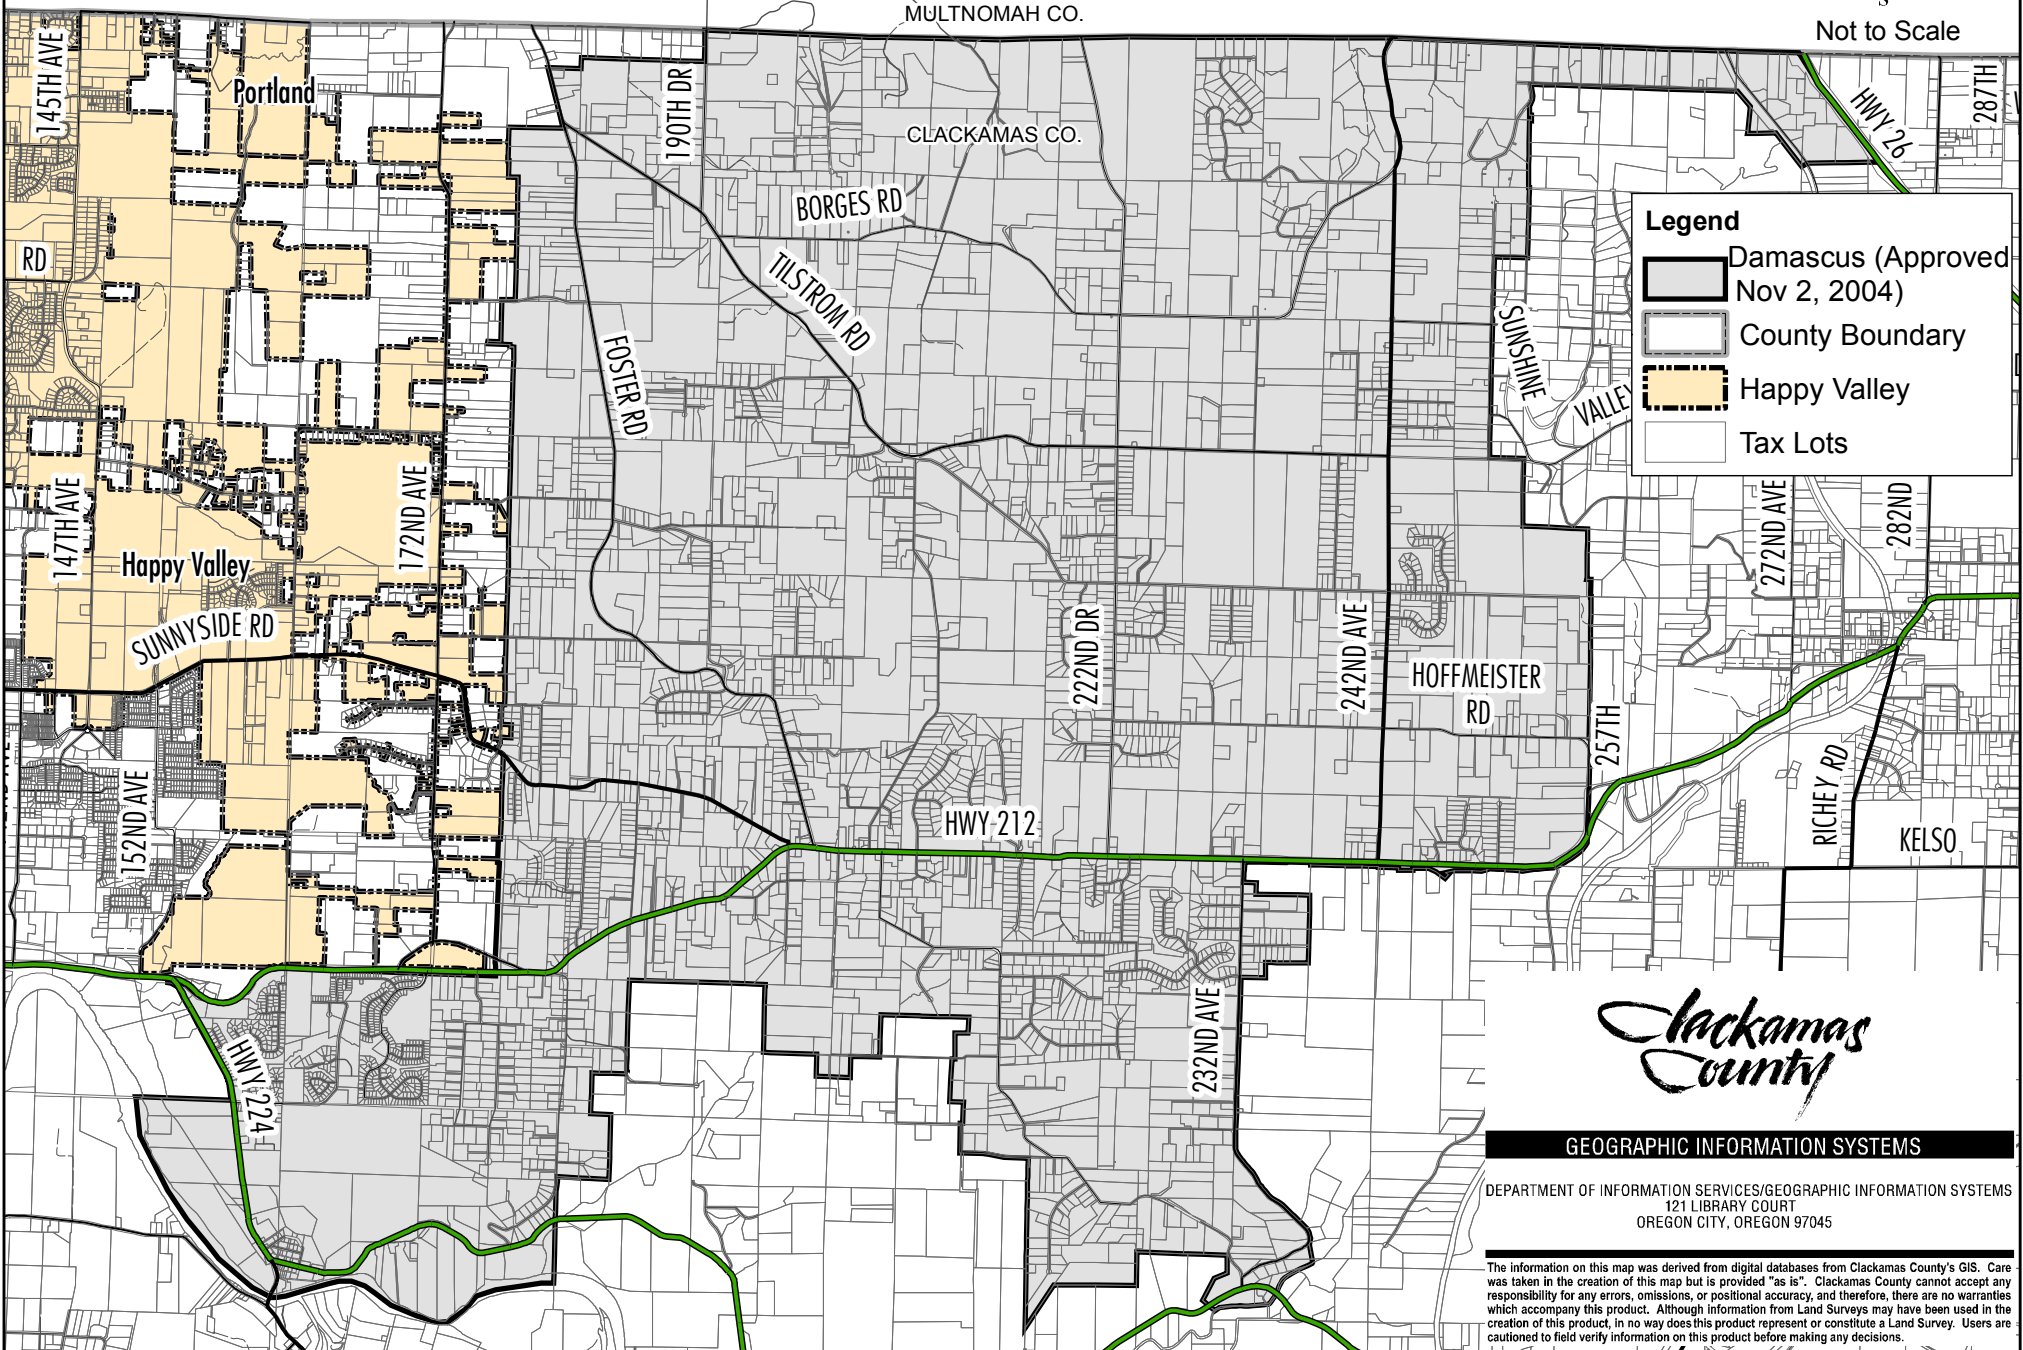 MULTNOMAH CO.
S
Not to Scale
145TH AVE
Portland
190TH DR
CLACKAMAS CO.
HWY 26
287TH
BORGES RD
RD
TILSTROM RD
FOSTER RD
SUNSHINE
VALLEY
Legend
Damascus (Approved
Nov 2, 2004)
County Boundary
Happy Valley
Tax Lots
147TH AVE
172ND AVE
272ND AVE
282ND
Happy Valley
SUNNYSIDE RD
222ND DR
242ND AVE
HOFFMEISTER
RD
257TH
152ND AVE
HWY 212
RICHEY RD
KELSO
232ND AVE
HWY 224
Clackamas
County
GEOGRAPHIC INFORMATION SYSTEMS
DEPARTMENT OF INFORMATION SERVICES/GEOGRAPHIC INFORMATION SYSTEMS
121 LIBRARY COURT
OREGON CITY, OREGON 97045
The information on this map was derived from digital databases from Clackamas County's GIS. Care
was taken in the creation of this map but is provided "as is". Clackamas County cannot accept any
responsibility for any errors, omissions, or positional accuracy, and therefore, there are no warranties
which accompany this product. Although information from Land Surveys may have been used in the
creation of this product, in no way does this product represent or constitute a Land Survey. Users are
cautioned to field verify information on this product before making any decisions.